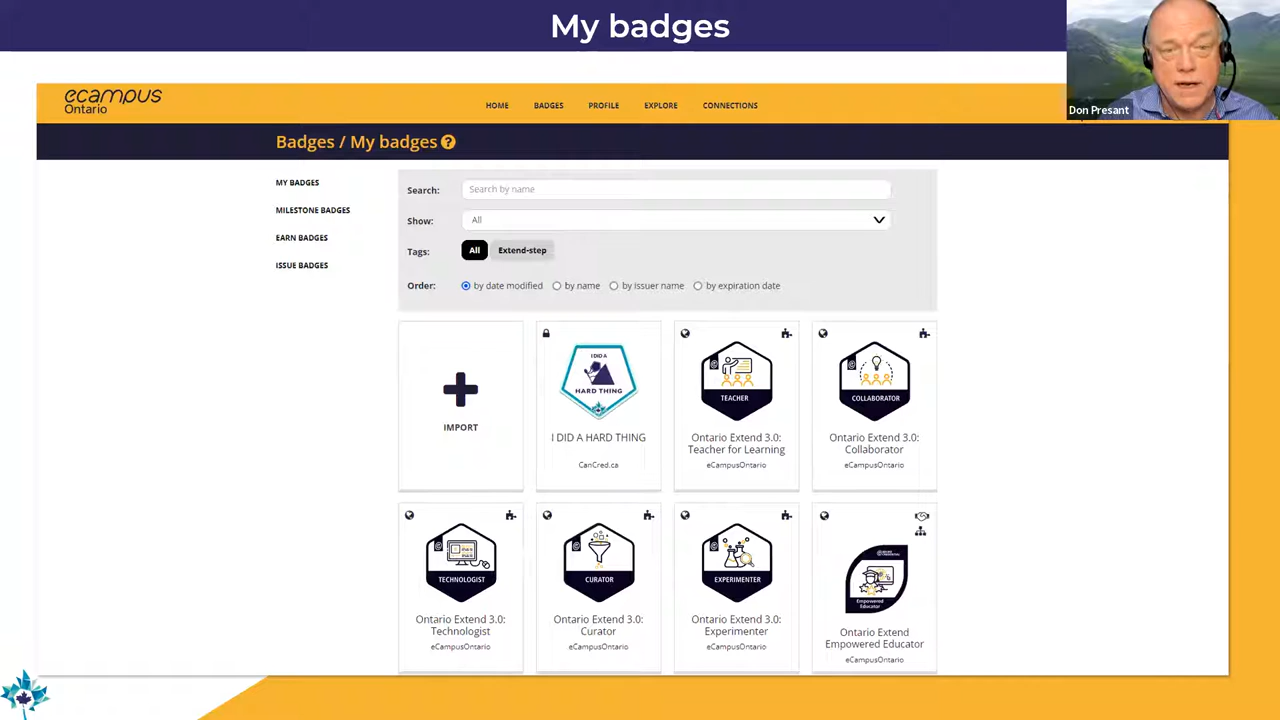 My badges
Don Presant
ecampus
Ontario
HOME BADGES PROFILE EXPLORE CONNECTIONS
Badges / My badges ?
MY BADGES
MILESTONE BADGES
EARN BADGES
ISSUE BADGES
Search: Search by name
Show: All
Tags: All Extend-step
Order: by date modified by name by issuer name by expiration date
IMPORT
I DID A
HARD THING
I DID A HARD THING
CanCred.ca
TEACHER
Ontario Extend 3.0:
Teacher for Learning
eCampusOntario
COLLABORATOR
Ontario Extend 3.0:
Collaborator
eCampusOntario
TECHNOLOGIST
Ontario Extend 3.0:
Technologist
eCampusOntario
CURATOR
Ontario Extend 3.0:
Curator
eCampusOntario
EXPERIMENTER
Ontario Extend 3.0:
Experimenter
eCampusOntario
Empowered
Educator
Ontario Extend
Empowered Educator
eCampusOntario